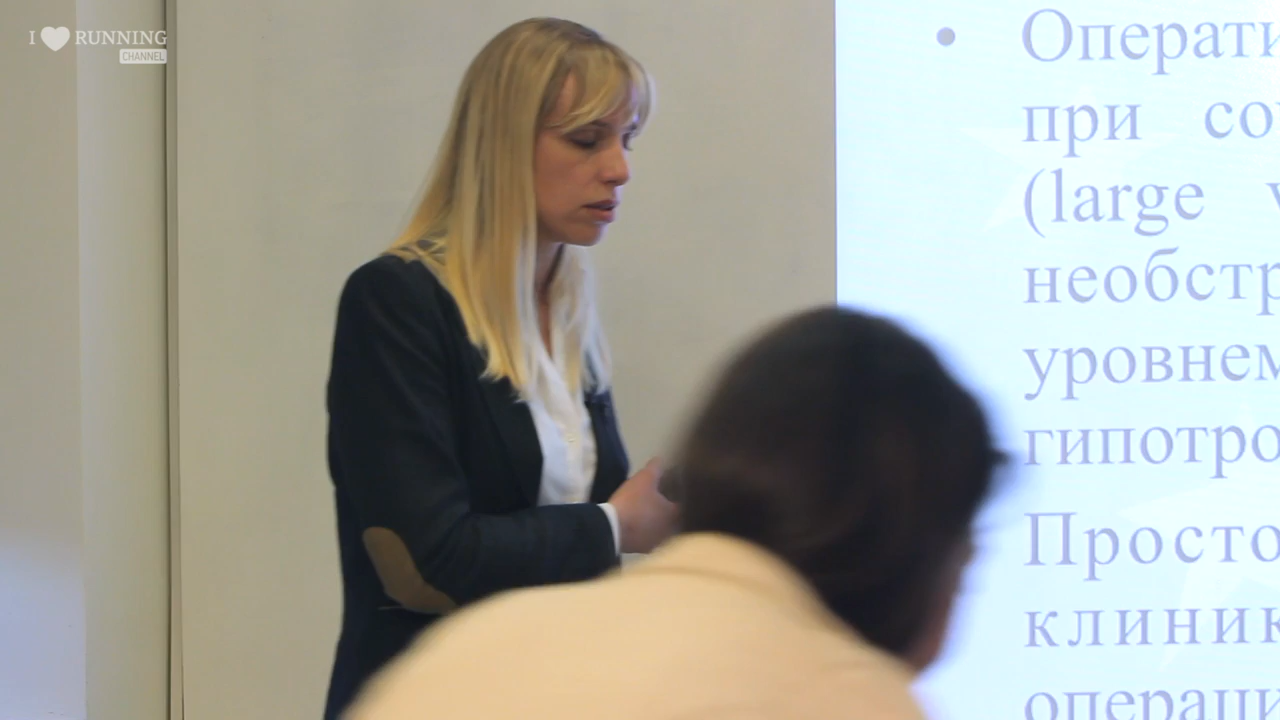 I RUNNING
CHANNEL
• Операти
при со
(large
необстр
уровнем
гипотро
Просто
клиник
операци